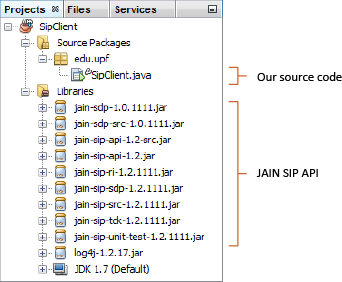 Projects Files Services
SipClient
Source Packages
edu.upf
SipClient.java
Our source code
Libraries
jain-sdp-1.0.1111.jar
jain-sdp-src-1.0.1111.jar
jain-sip-api-1.2-src.jar
jain-sip-api-1.2.jar
jain-sip-ri-1.2.1111.jar
JAIN SIP API
jain-sip-sdp-1.2.1111.jar
jain-sip-src-1.2.1111.jar
jain-sip-tck-1.2.1111.jar
jain-sip-unit-test-1.2.1111.jar
log4j-1.2.17.jar
JDK 1.7 (Default)